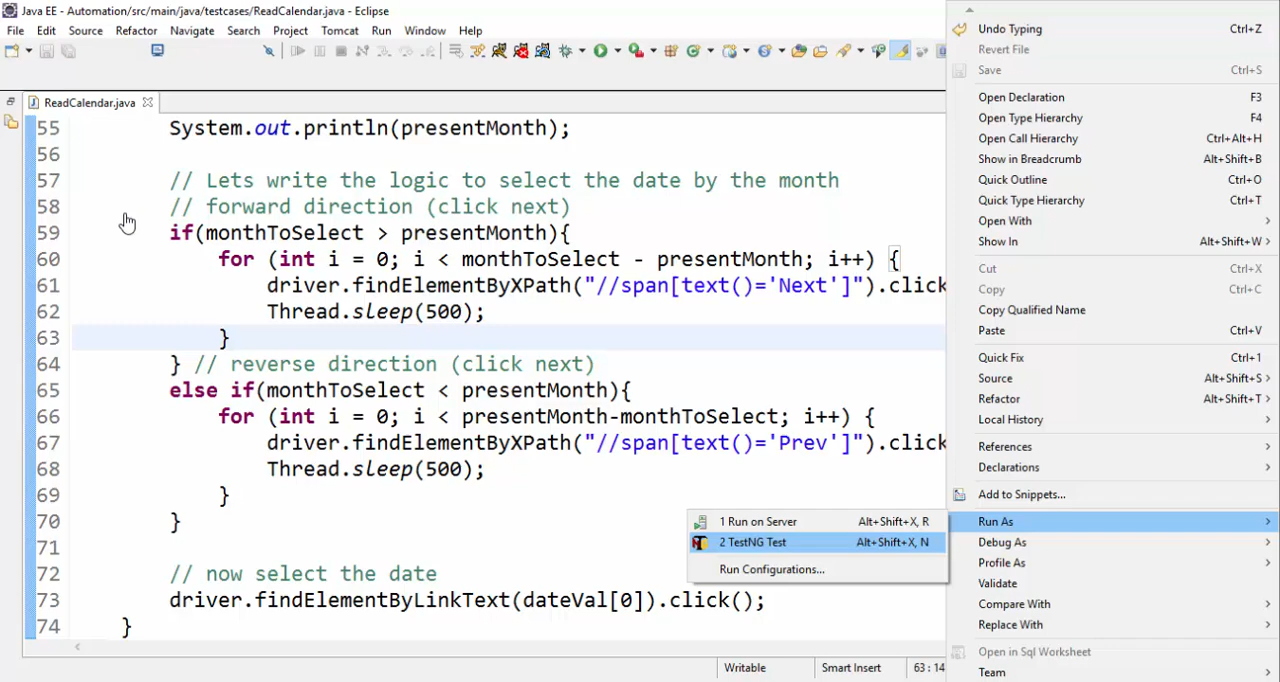 Java EE - Automation/src/main/java/testcases/ReadCalendar.java - Eclipse
File Edit Source Refactor Navigate Search Project Tomcat Run Window Help
ReadCalendar.java
55 System.out.println(presentMonth);
56
57 // Lets write the logic to select the date by the month
58 // forward direction (click next)
59 if(monthToSelect > presentMonth){
60 for (int i = 0; i < monthToSelect - presentMonth; i++) {
61 driver.findElementByXPath("//span[text()='Next']").click
62 Thread.sleep(500);
63 }
64 } // reverse direction (click next)
65 else if(monthToSelect < presentMonth){
66 for (int i = 0; i < presentMonth-monthToSelect; i++) {
67 driver.findElementByXPath("//span[text()='Prev']").click
68 Thread.sleep(500);
69 }
70 }
71
72 // now select the date
73 driver.findElementByLinkText(dateVal[0]).click();
74 }
Writable Smart Insert 63 : 14
Undo Typing Ctrl+Z
Revert File
Save Ctrl+S
Open Declaration F3
Open Type Hierarchy F4
Open Call Hierarchy Ctrl+Alt+H
Show in Breadcrumb Alt+Shift+B
Quick Outline Ctrl+O
Quick Type Hierarchy Ctrl+T
Open With
Show In Alt+Shift+W
Cut Ctrl+X
Copy Ctrl+C
Copy Qualified Name
Paste Ctrl+V
Quick Fix Ctrl+1
Source Alt+Shift+S
Refactor Alt+Shift+T
Local History
References
Declarations
Add to Snippets...
Run As
Debug As
Profile As
Validate
Compare With
Replace With
Open in Sql Worksheet
Team
1 Run on Server Alt+Shift+X, R
2 TestNG Test Alt+Shift+X, N
Run Configurations...